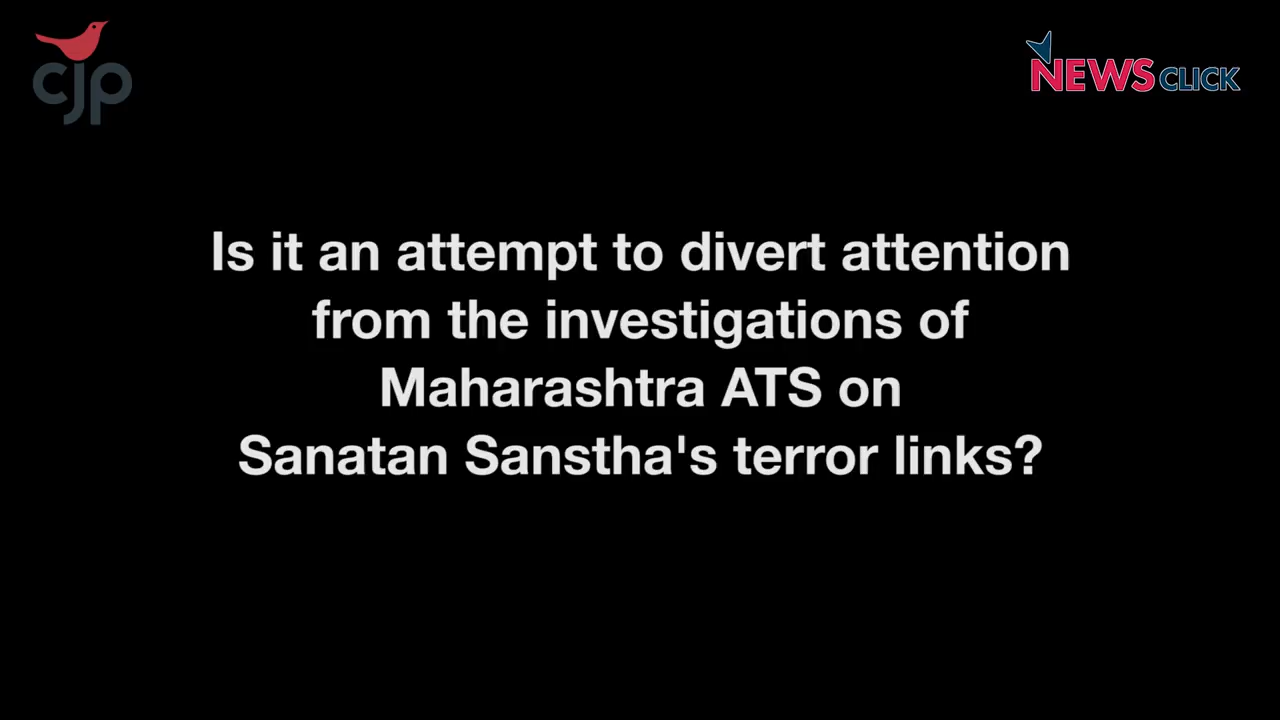 cjp
NEWSCLICK
Is it an attempt to divert attention
from the investigations of
Maharashtra ATS on
Sanatan Sanstha's terror links?